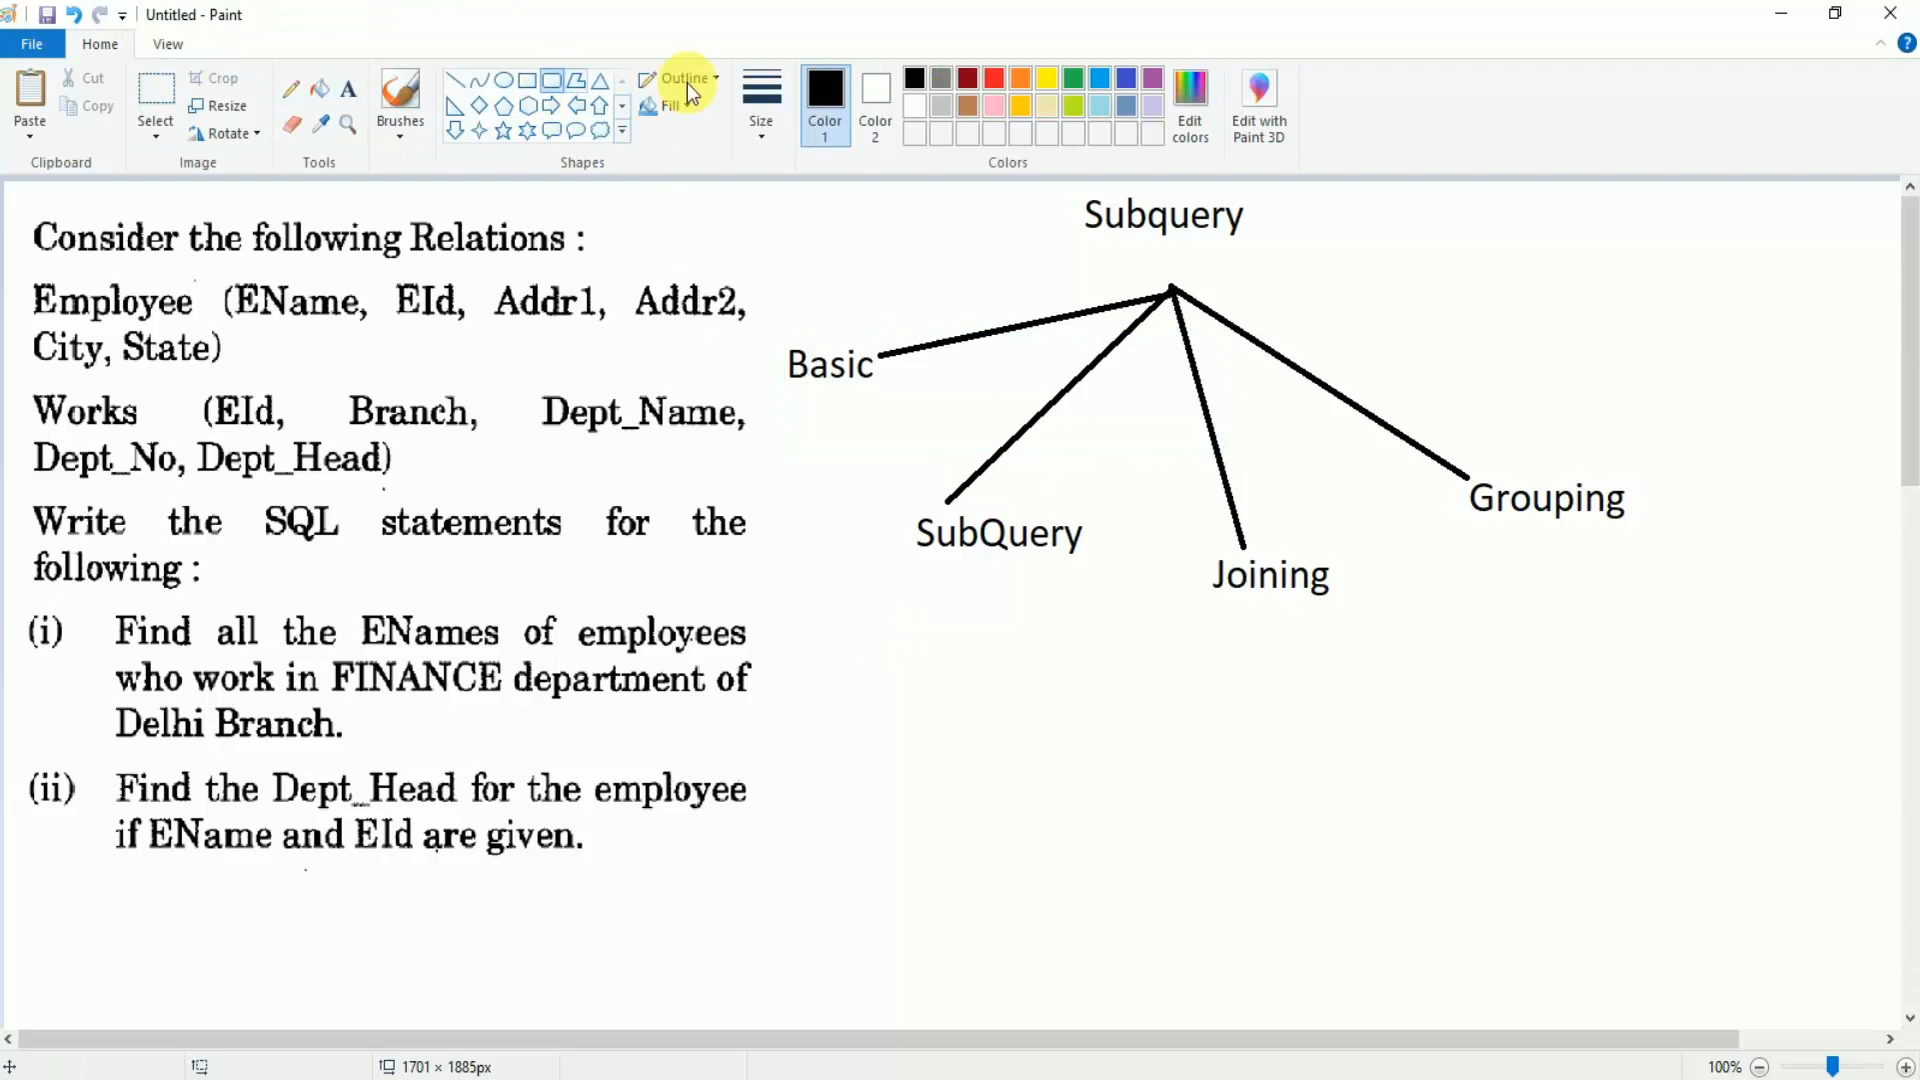 Untitled - Paint
File Home View
Paste
Cut
Copy
Clipboard
Select
Crop
Resize
Rotate
Image
Tools
Brushes
Shapes
Outline
Fill
Size
Color 1
Color 2
Colors
Edit colors
Edit with Paint 3D
Consider the following Relations :
Employee (EName, EId, Addr1, Addr2,
City, State)
Works (EId, Branch, Dept_Name,
Dept_No, Dept_Head)
Write the SQL statements for the
following :
(i) Find all the ENames of employees
who work in FINANCE department of
Delhi Branch.
(ii) Find the Dept_Head for the employee
if EName and EId are given.
Subquery
Basic
SubQuery
Joining
Grouping
1701 × 1885px
100%